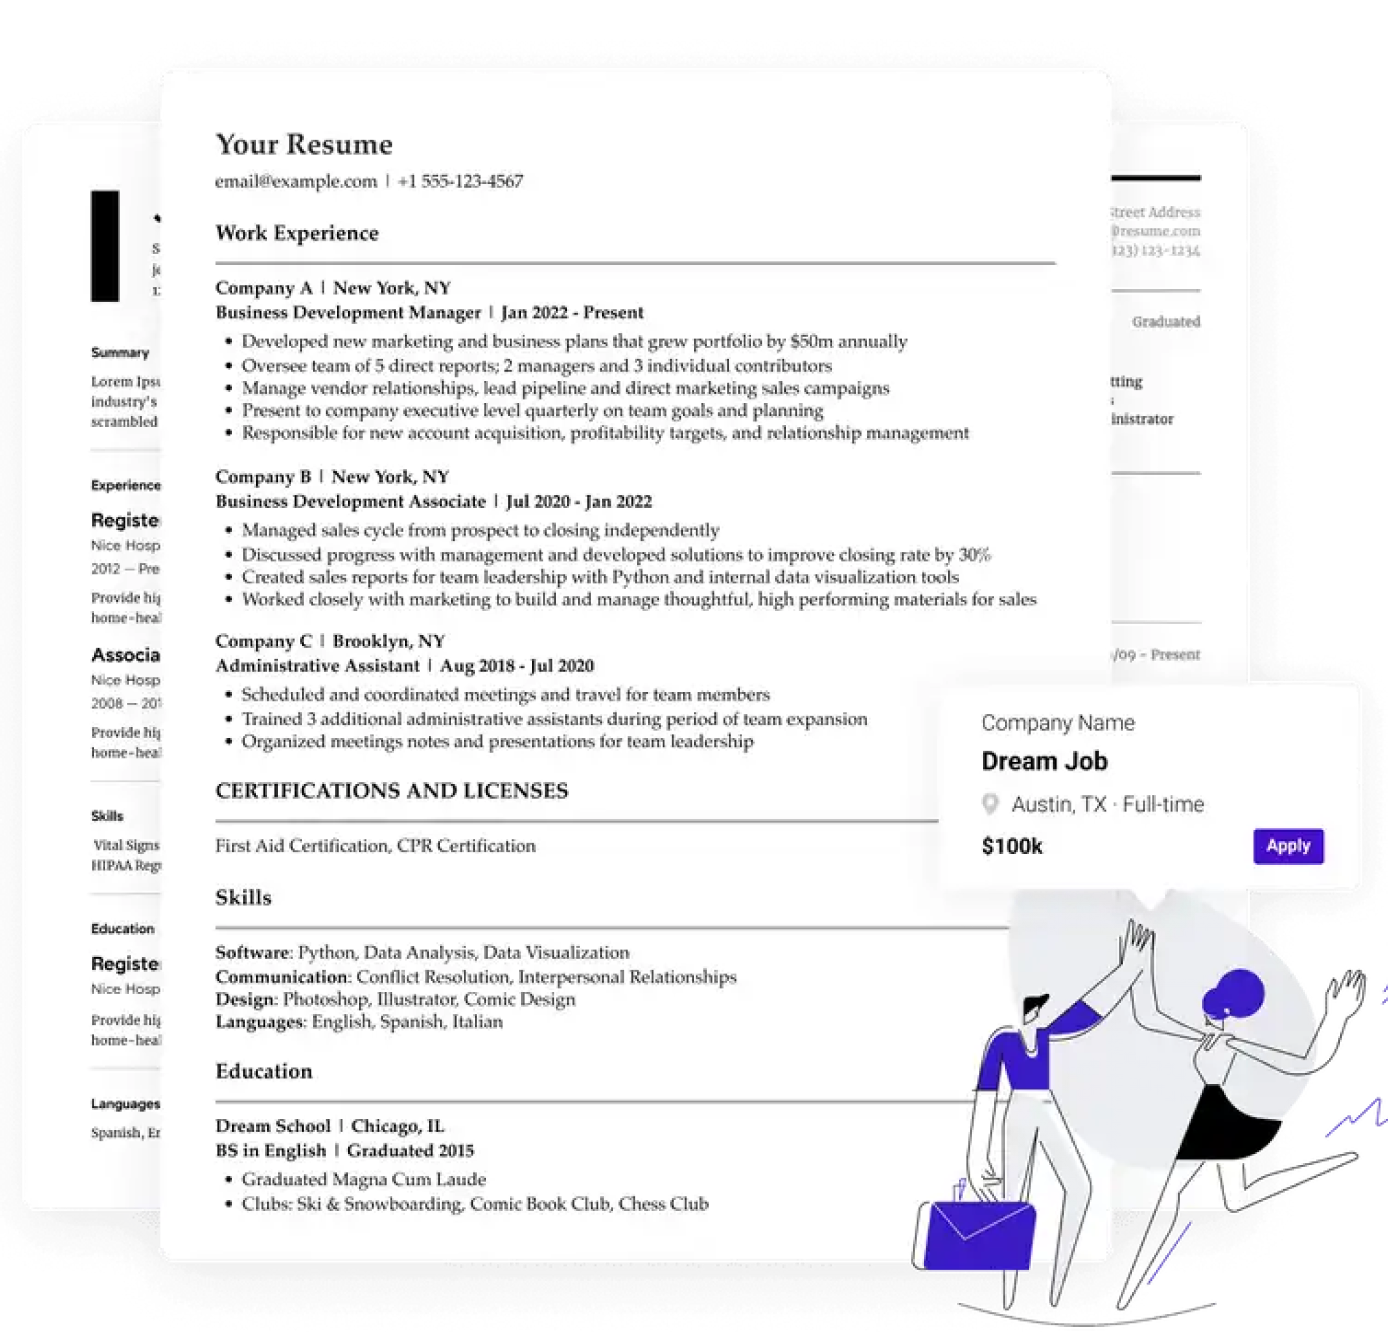 Your Resume
email@example.com | +1 555-123-4567
Work Experience
Company A | New York, NY
Business Development Manager | Jan 2022 - Present
• Developed new marketing and business plans that grew portfolio by $50m annually
• Oversee team of 5 direct reports; 2 managers and 3 individual contributors
• Manage vendor relationships, lead pipeline and direct marketing sales campaigns
• Present to company executive level quarterly on team goals and planning
• Responsible for new account acquisition, profitability targets, and relationship management
Company B | New York, NY
Business Development Associate | Jul 2020 - Jan 2022
• Managed sales cycle from prospect to closing independently
• Discussed progress with management and developed solutions to improve closing rate by 30%
• Created sales reports for team leadership with Python and internal data visualization tools
• Worked closely with marketing to build and manage thoughtful, high performing materials for sales
Company C | Brooklyn, NY
Administrative Assistant | Aug 2018 - Jul 2020
• Scheduled and coordinated meetings and travel for team members
• Trained 3 additional administrative assistants during period of team expansion
• Organized meetings notes and presentations for team leadership
CERTIFICATIONS AND LICENSES
First Aid Certification, CPR Certification
Skills
Software: Python, Data Analysis, Data Visualization
Communication: Conflict Resolution, Interpersonal Relationships
Design: Photoshop, Illustrator, Comic Design
Languages: English, Spanish, Italian
Education
Dream School | Chicago, IL
BS in English | Graduated 2015
• Graduated Magna Cum Laude
• Clubs: Ski & Snowboarding, Comic Book Club, Chess Club
Summary
Lorem Ipsu
industry's
scrambled
Experience
Registe
Nice Hosp
2012 — Pre
Provide hig
home-heal
Associa
Nice Hosp
2008 — 201
Provide hig
home-heal
Skills
Vital Signs
HIPAA Regu
Education
Registe
Nice Hosp
Provide hig
home-heal
Languages
Spanish, En
Street Address
@resume.com
123) 123-1234
Graduated
tting
inistrator
/09 - Present
Company Name
Dream Job
Austin, TX · Full-time
$100k
Apply